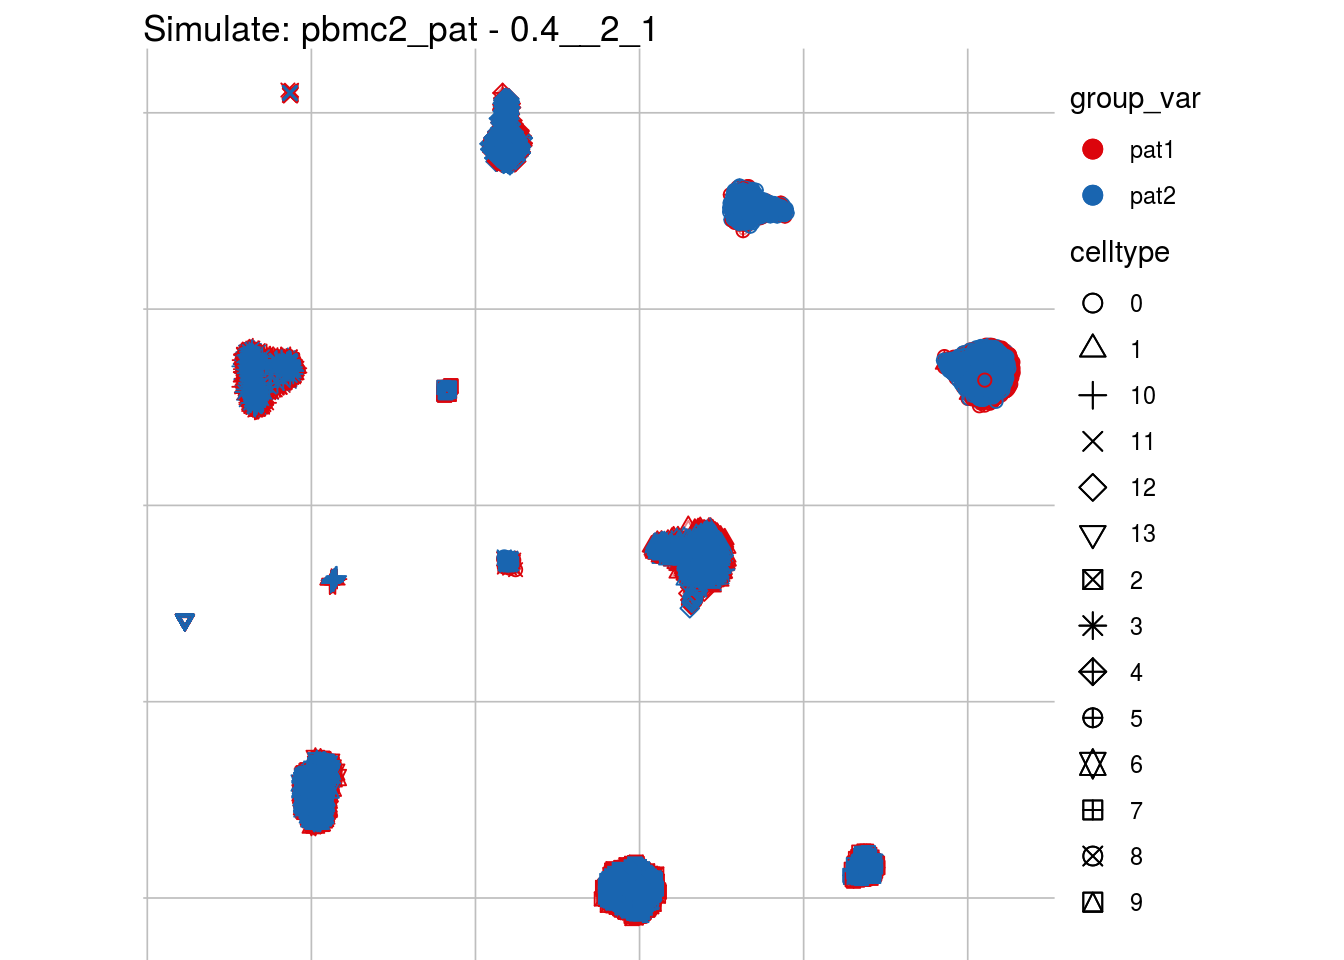 Simulate: pbmc2_pat - 0.4__2_1
group_var
pat1
pat2
celltype
0
1
10
11
12
13
2
3
4
5
6
7
8
9